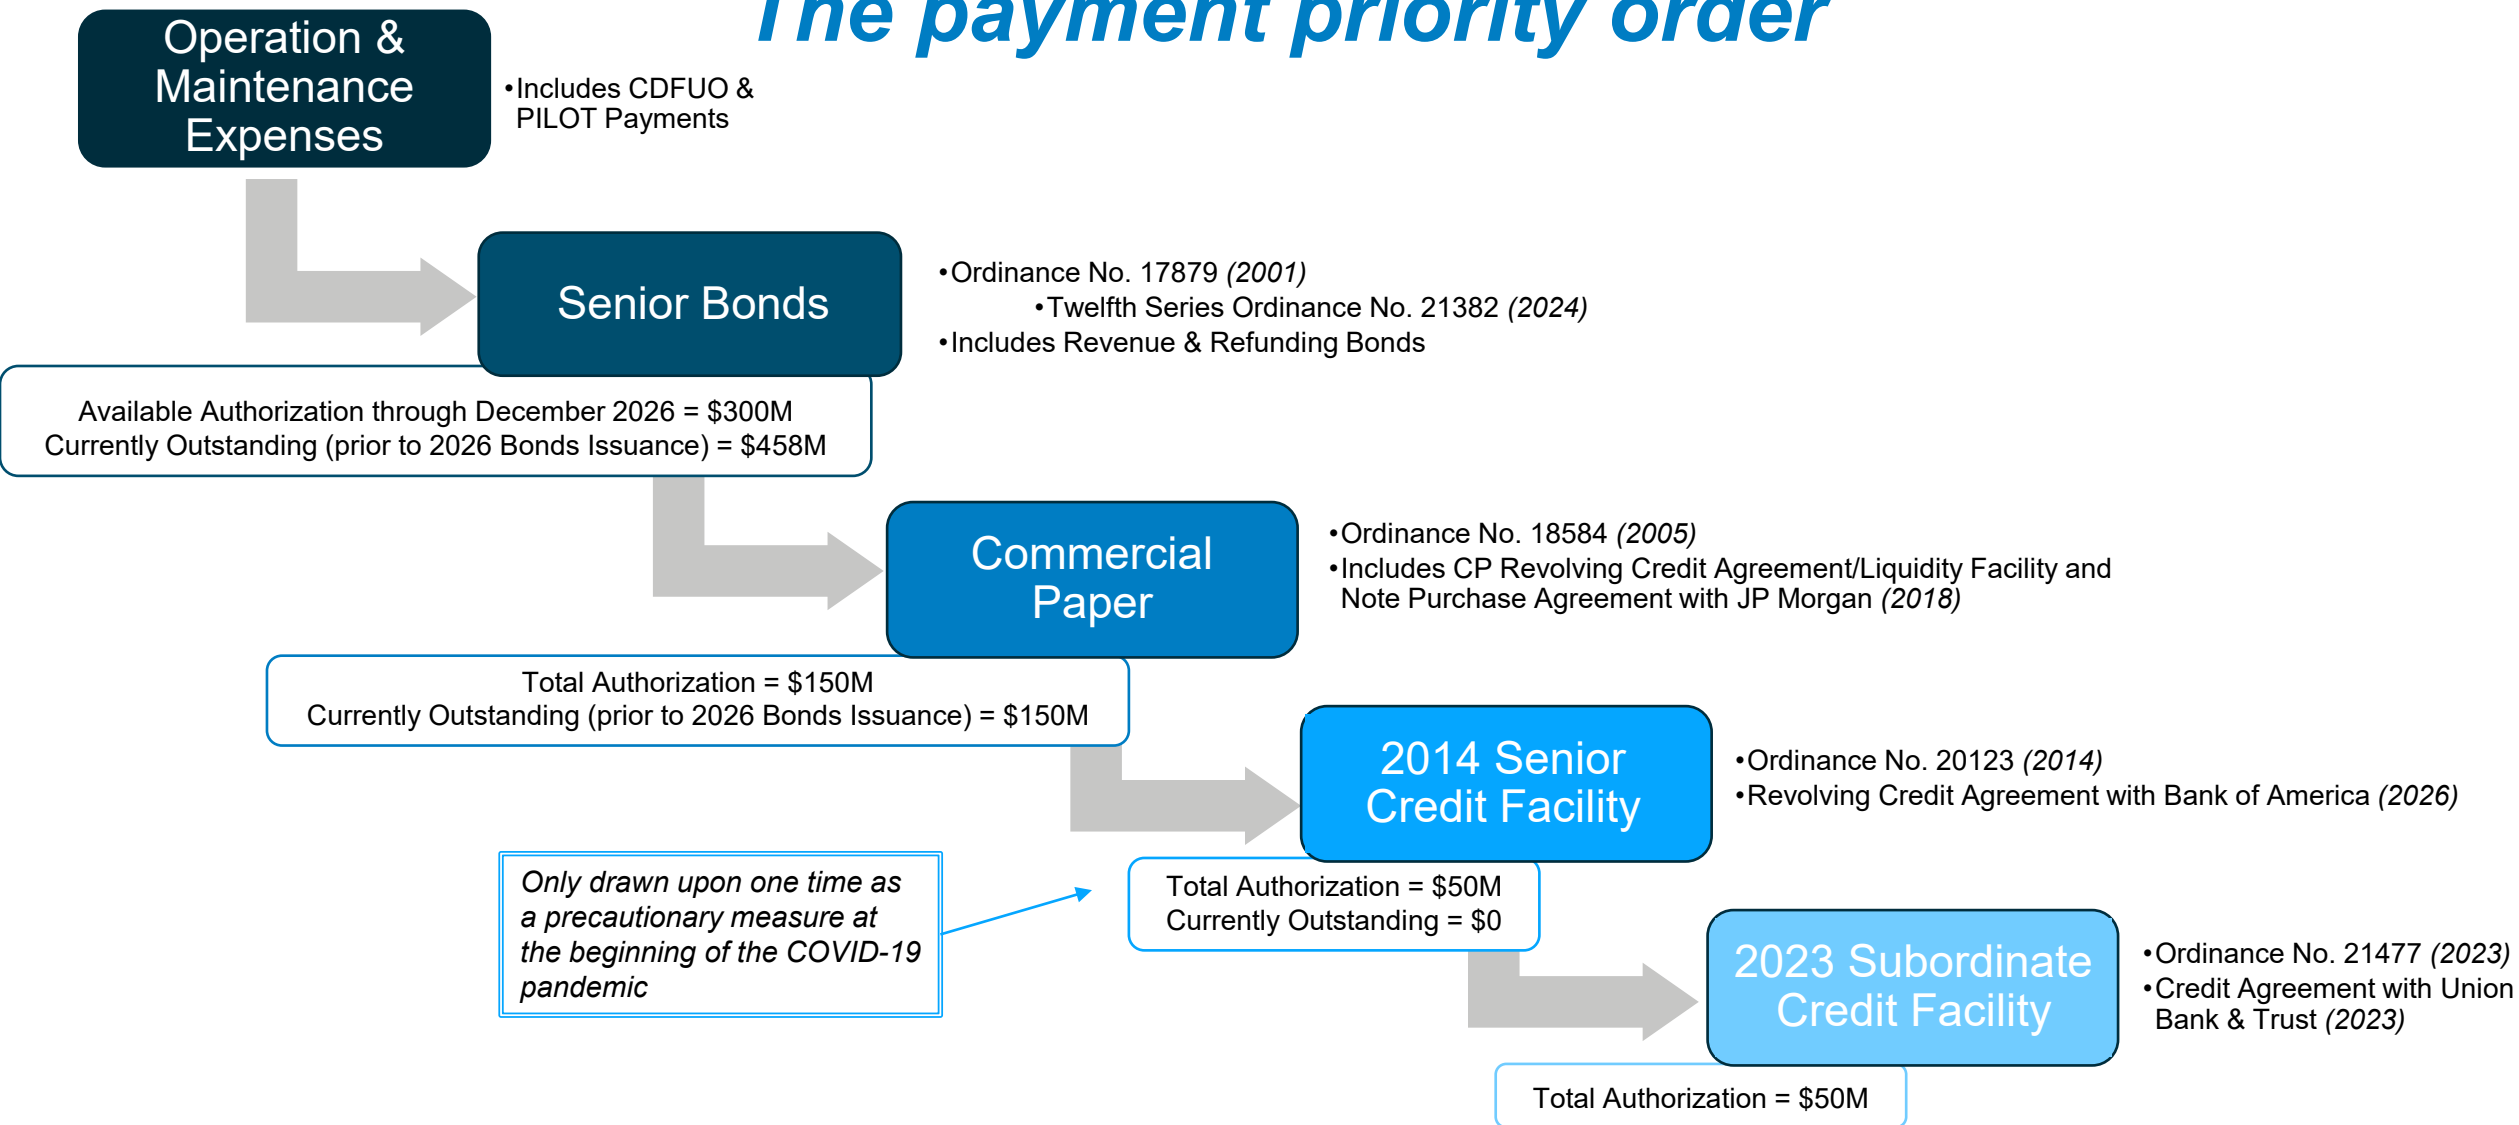 The payment priority order
Operation &
Maintenance
Expenses
•Includes CDFUO &
PILOT Payments
Senior Bonds
•Ordinance No. 17879 (2001)
•Twelfth Series Ordinance No. 21382 (2024)
•Includes Revenue & Refunding Bonds
Available Authorization through December 2026 = $300M
Currently Outstanding (prior to 2026 Bonds Issuance) = $458M
Commercial
Paper
•Ordinance No. 18584 (2005)
•Includes CP Revolving Credit Agreement/Liquidity Facility and
Note Purchase Agreement with JP Morgan (2018)
Total Authorization = $150M
Currently Outstanding (prior to 2026 Bonds Issuance) = $150M
2014 Senior
Credit Facility
•Ordinance No. 20123 (2014)
•Revolving Credit Agreement with Bank of America (2026)
Only drawn upon one time as
a precautionary measure at
the beginning of the COVID-19
pandemic
Total Authorization = $50M
Currently Outstanding = $0
2023 Subordinate
Credit Facility
•Ordinance No. 21477 (2023)
•Credit Agreement with Union
Bank & Trust (2023)
Total Authorization = $50M